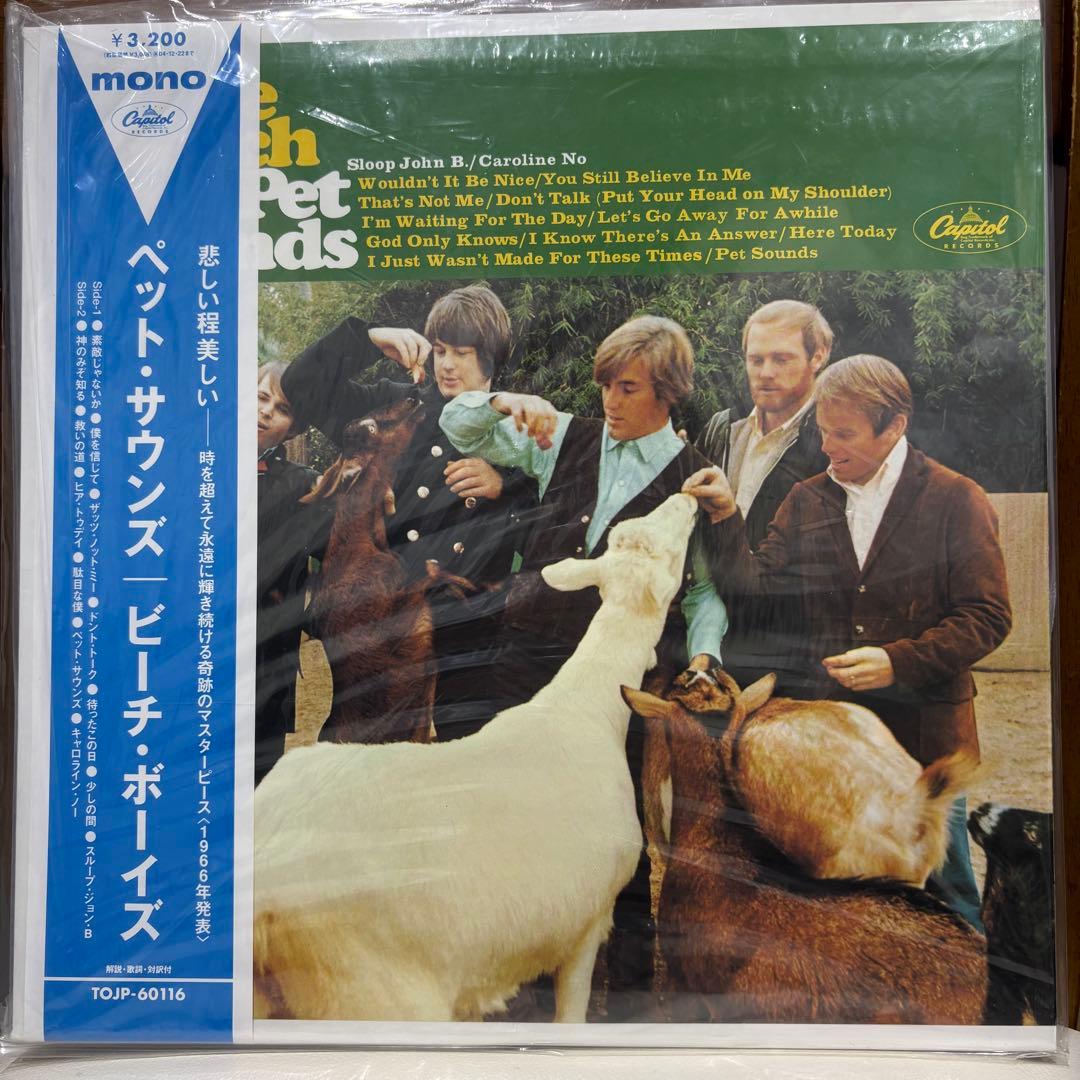 ¥3,200
mono
Capitol
RECORDS
ペット・サウンズ｜ビーチ・ボーイズ
悲しい程美しい——時を超えて永遠に輝き続ける奇跡のマスターピース〈1966年発表〉
Side-1 ● 素敵じゃないか ● 僕を信じて ● ザッツ・ノット・ミー ● ドント・トーク ● 待ったこの日 ● 少しの間 ● スループ・ジョン・B
Side-2 ● 神のみぞ知る ● 救いの道 ● ヒア・トゥデイ ● 駄目な僕 ● ペット・サウンズ ● キャロライン・ノー
解説・歌詞・対訳付
TOJP-60116
e
ch
Pet
nds
Sloop John B./Caroline No
Wouldn't It Be Nice/You Still Believe In Me
That's Not Me/Don't Talk (Put Your Head on My Shoulder)
I'm Waiting For The Day/Let's Go Away For Awhile
God Only Knows/I Know There's An Answer/Here Today
I Just Wasn't Made For These Times/Pet Sounds
Capitol
RECORDS